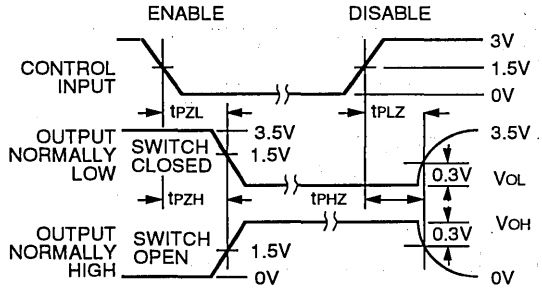 ENABLE DISABLE
3V
CONTROL INPUT 1.5V
0V
tPZL tPLZ
OUTPUT NORMALLY LOW
SWITCH CLOSED
3.5V
1.5V
3.5V
0.3V
VOL
tPZH tPHZ
VOH
0.3V
OUTPUT NORMALLY HIGH
SWITCH OPEN
1.5V
0V
0V